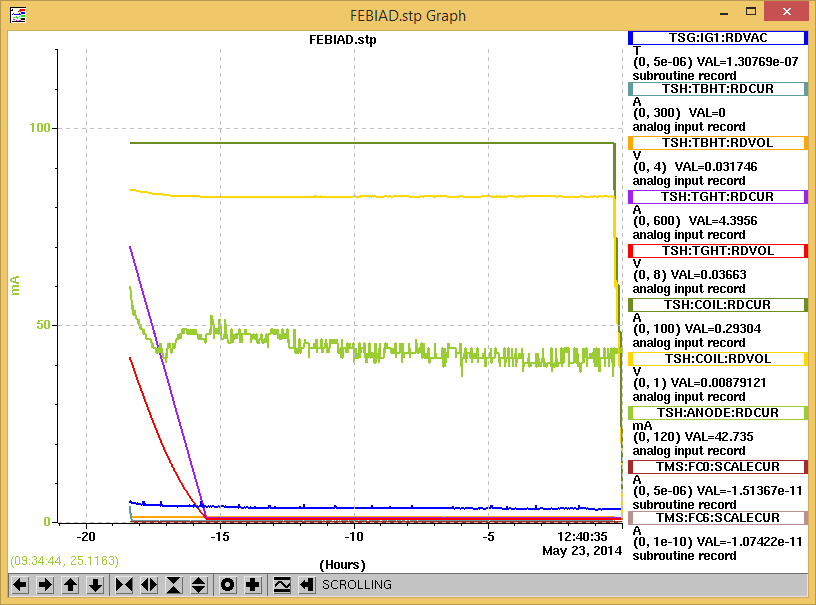 FEBIAD.stp Graph
FEBIAD.stp
100
50
0
mA
-20
-15
-10
-5
12:40:35
May 23, 2014
(Hours)
(09:34:44, 25.1163)
SCROLLING
TSG:IG1:RDVAC
T
(0, 5e-06) VAL=1.30769e-07
subroutine record
TSH:TBHT:RDCUR
A
(0, 300) VAL=0
analog input record
TSH:TBHT:RDVOL
V
(0, 4) VAL=0.031746
analog input record
TSH:TGHT:RDCUR
A
(0, 600) VAL=4.3956
analog input record
TSH:TGHT:RDVOL
V
(0, 8) VAL=0.03663
analog input record
TSH:COIL:RDCUR
A
(0, 100) VAL=0.29304
analog input record
TSH:COIL:RDVOL
V
(0, 1) VAL=0.00879121
analog input record
TSH:ANODE:RDCUR
mA
(0, 120) VAL=42.735
analog input record
TMS:FC0:SCALECUR
A
(0, 5e-06) VAL=-1.51367e-11
subroutine record
TMS:FC6:SCALECUR
A
(0, 1e-10) VAL=-1.07422e-11
subroutine record